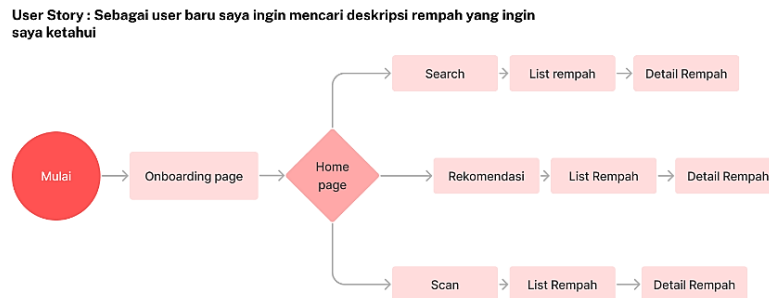 User Story : Sebagai user baru saya ingin mencari deskripsi rempah yang ingin
saya ketahui
Search
List rempah
Detail Rempah
Mulai
Onboarding page
Home
page
Rekomendasi
List Rempah
Detail Rempah
Scan
List Rempah
Detail Rempah